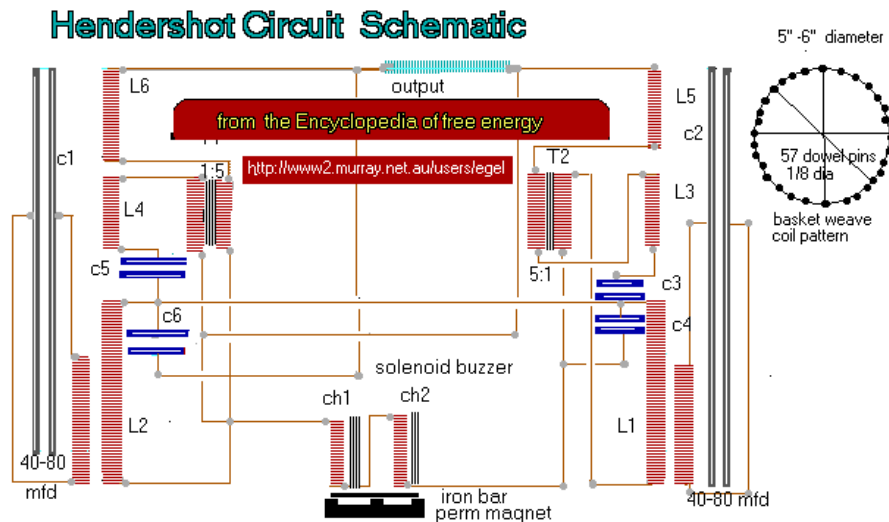 Hendershot Circuit Schematic
5" -6" diameter
L6
output
L5
from the Encyclopedia of free energy
c2
c1
1:5
http://www2.murray.net.au/users/egel
T2
57 dowel pins
1/8 dia
L4
L3
basket weave
coil pattern
c5
5:1
c3
c6
c4
solenoid buzzer
ch1
ch2
L2
L1
40-80
mfd
iron bar
perm magnet
40-80 mfd